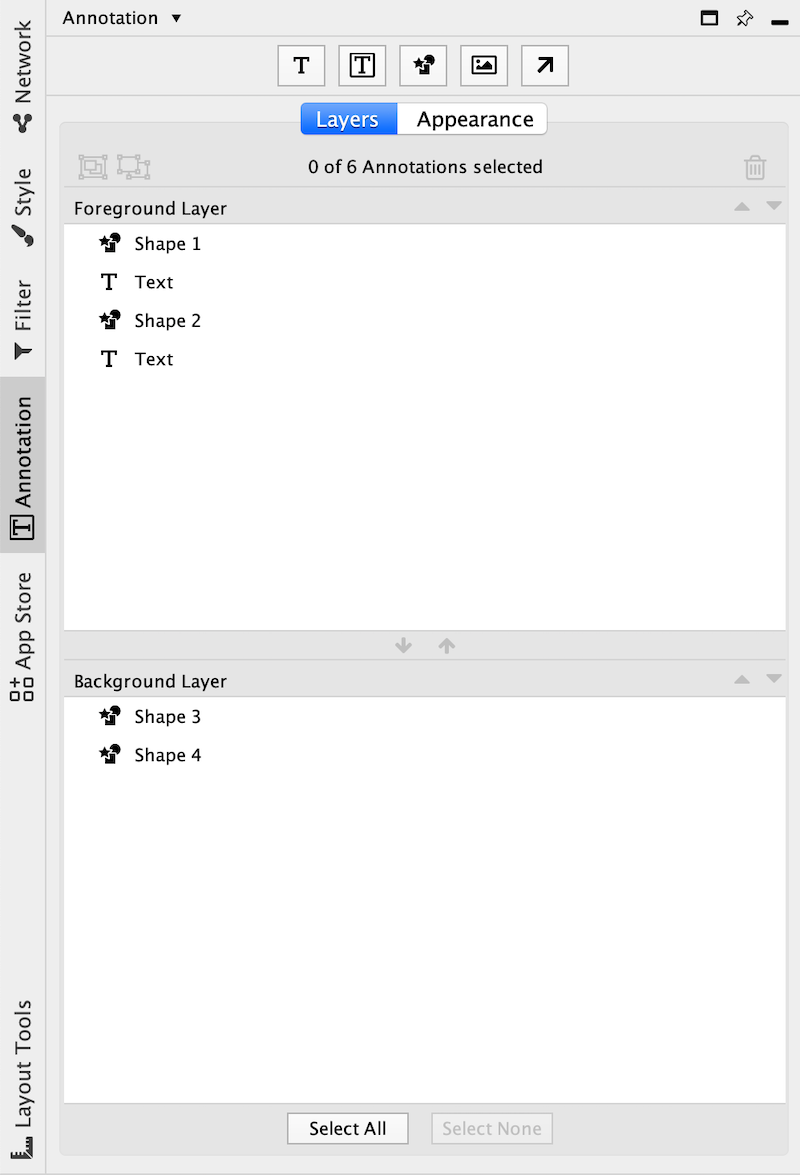 Annotation ▼
Network
Style
Filter
Annotation
App Store
Layout Tools
Layers Appearance
0 of 6 Annotations selected
Foreground Layer
Shape 1
Text
Shape 2
Text
Background Layer
Shape 3
Shape 4
Select All Select None